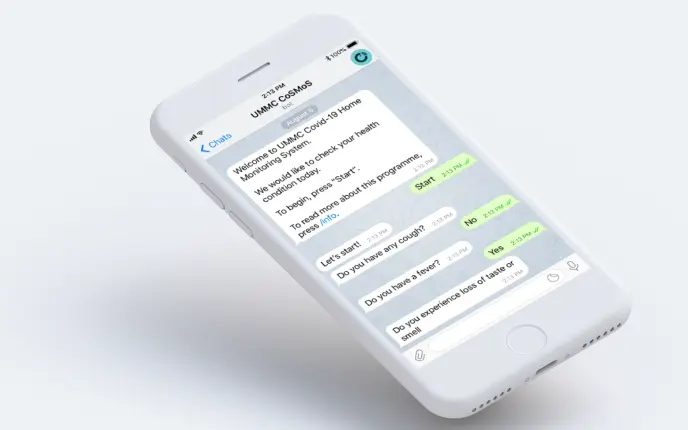 2:13 PM
100%
Chats
UMMC CoSMoS
bot
August 5
Welcome to UMMC Covid-19 Home
Monitoring System.
We would like to check your health
condition today.
To begin, press "Start".
To read more about this programme,
press /info.
2:13 PM
Start 2:13 PM
Let's start! 2:13 PM
Do you have any cough? 2:13 PM
No 2:13 PM
Do you have a fever? 2:13 PM
Yes 2:13 PM
Do you experience loss of taste or
smell
2:13 PM